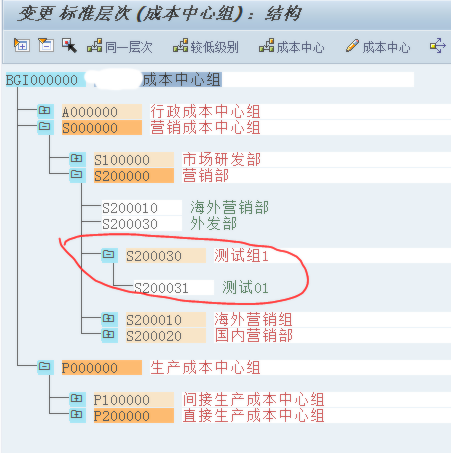 变更 标准层次(成本中心组): 结构
同一层次 较低级别 成本中心 成本中心
BGI000000 成本中心组
A000000 行政成本中心组
S000000 营销成本中心组
S100000 市场研发部
S200000 营销部
S200010 海外营销部
S200030 外发部
S200030 测试组1
S200031 测试01
S200010 海外营销组
S200020 国内营销部
P000000 生产成本中心组
P100000 间接生产成本中心组
P200000 直接生产成本中心组